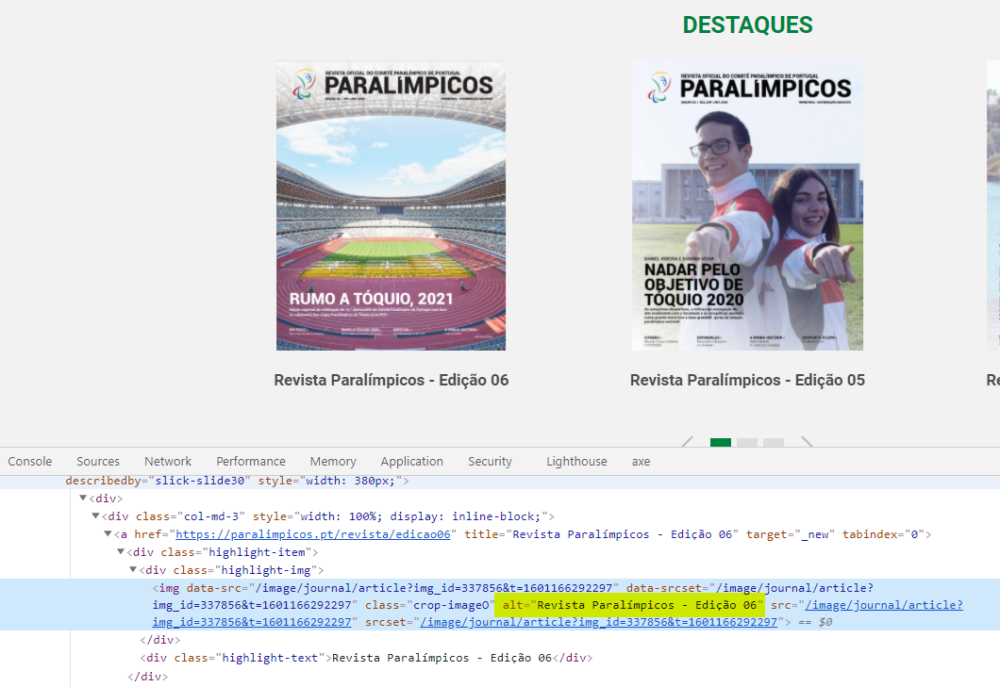 DESTAQUES
REVISTA OFICIAL DO COMITÉ PARALÍMPICO DE PORTUGAL
PARALÍMPICOS
RUMO A TÓQUIO, 2021
Revista Paralímpicos - Edição 06
REVISTA OFICIAL DO COMITÉ PARALÍMPICO DE PORTUGAL
PARALÍMPICOS
NADAR PELO
OBJETIVO DE
TÓQUIO 2020
Revista Paralímpicos - Edição 05
Re
Console Sources Network Performance Memory Application Security Lighthouse axe
describedby="slick-slide30" style="width: 380px;">
▼<div>
▼<div class="col-md-3" style="width: 100%; display: inline-block;">
▼<a href="https://paralimpicos.pt/revista/edicao06" title="Revista Paralímpicos - Edição 06" target="_new" tabindex="0">
▼<div class="highlight-item">
▼<div class="highlight-img">
<img data-src="/image/journal/article?img_id=337856&t=1601166292297" data-srcset="/image/journal/article?
img_id=337856&t=1601166292297" class="crop-imageO" alt="Revista Paralímpicos - Edição 06" src="/image/journal/article?
img_id=337856&t=1601166292297" srcset="/image/journal/article?img_id=337856&t=1601166292297"> == $0
</div>
<div class="highlight-text">Revista Paralímpicos - Edição 06</div>
</div>